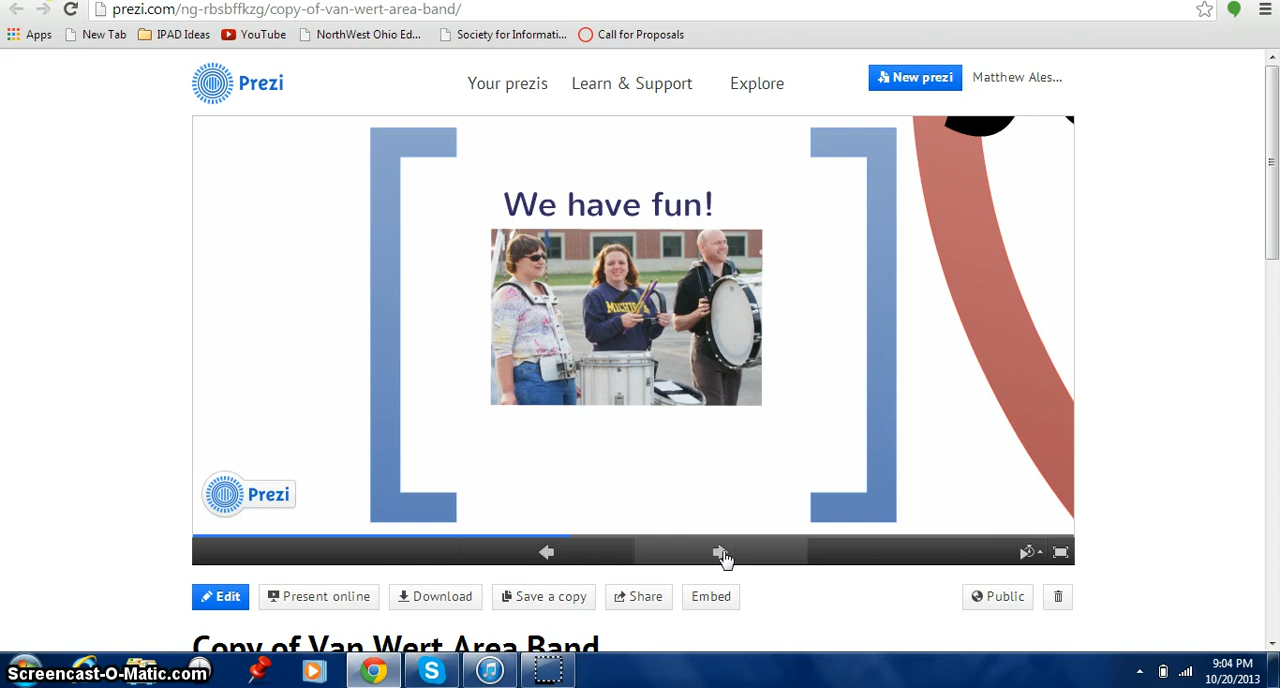 prezi.com/ng-rbsbffkzg/copy-of-van-wert-area-band/
Apps New Tab IPAD Ideas YouTube NorthWest Ohio Ed... Society for Informati... Call for Proposals
Prezi Your prezis Learn & Support Explore New prezi Matthew Ales...
We have fun!
MICHIGAN
Prezi
Edit Present online Download Save a copy Share Embed Public
Copy of Van Wert Area Band
Screencast-O-Matic.com
9:04 PM
10/20/2013